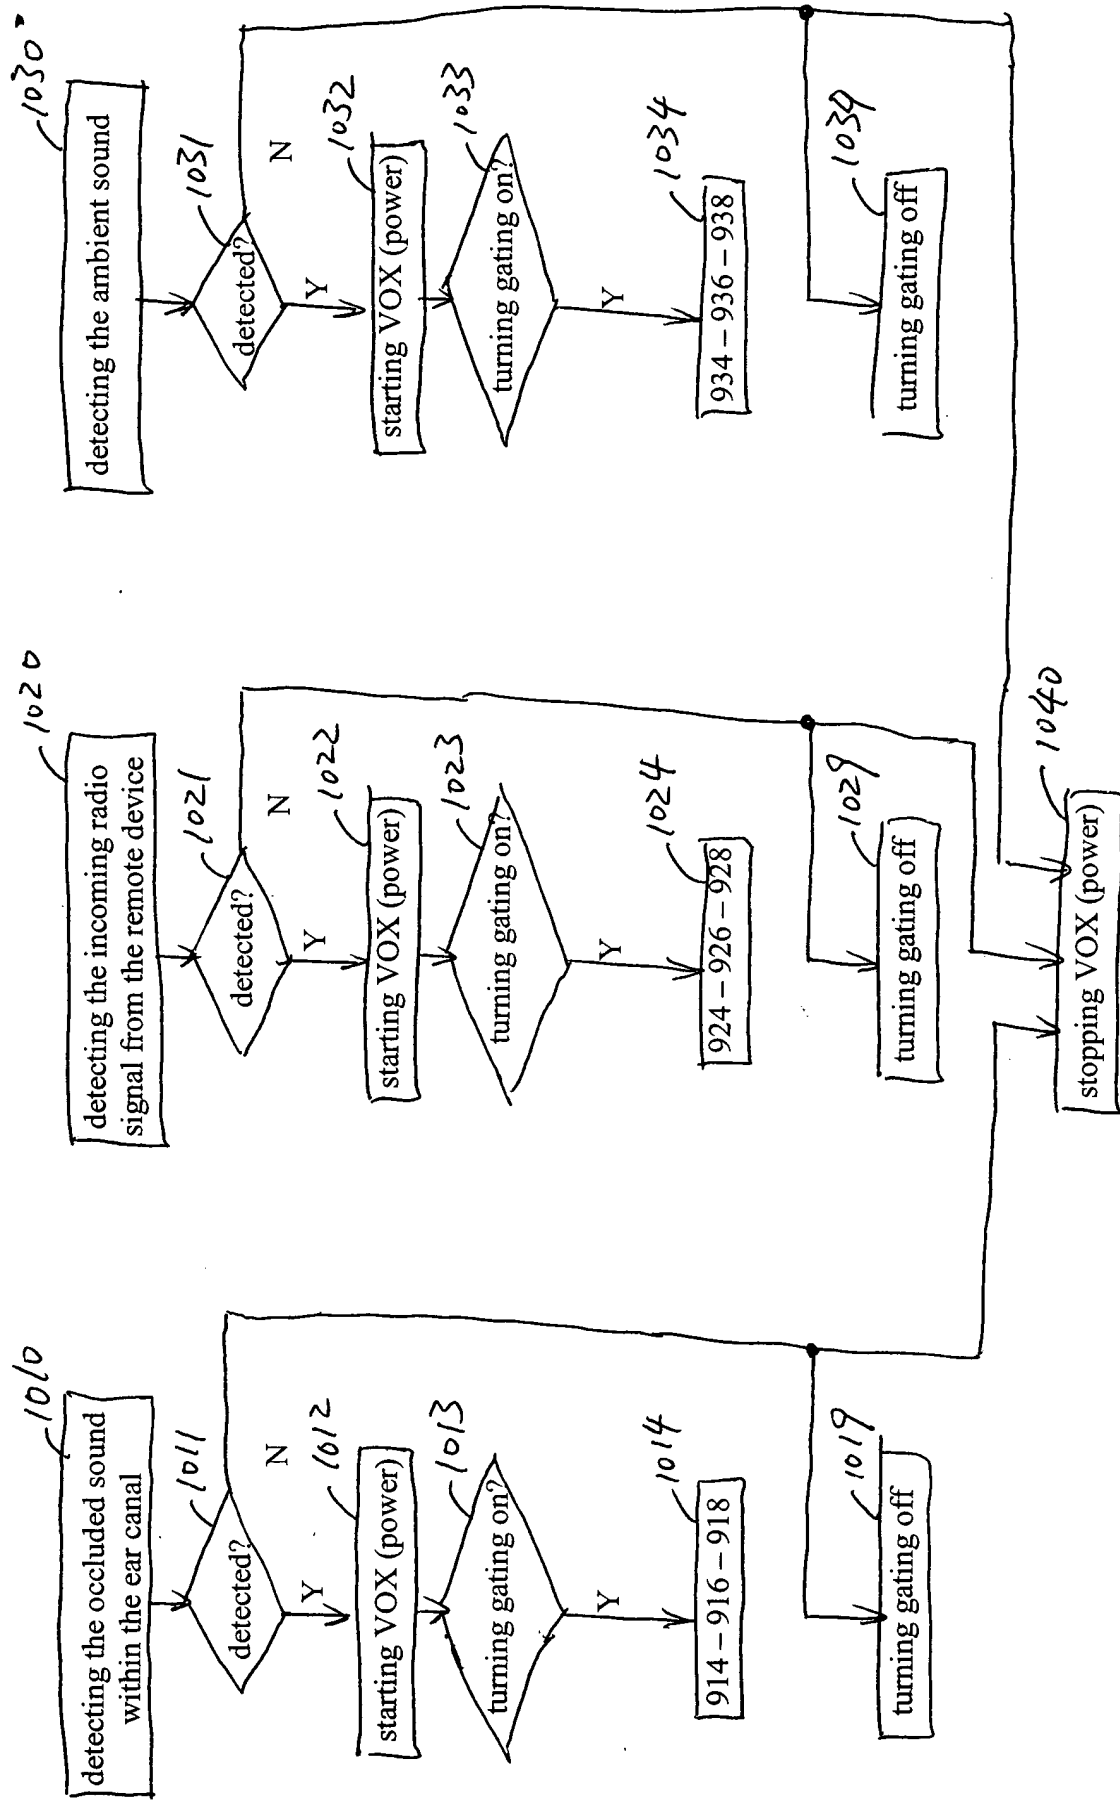 1010
detecting the occluded sound
within the ear canal
1011
detected?
N
Y
1012
starting VOX (power)
1013
turning gating on?
Y
1014
914 – 916 – 918
1019
turning gating off
1020
detecting the incoming radio
signal from the remote device
1021
detected?
N
Y
1022
starting VOX (power)
1023
turning gating on?
Y
1024
924 – 926 – 928
1029
turning gating off
1030
detecting the ambient sound
1031
detected?
N
Y
1032
starting VOX (power)
1033
turning gating on?
Y
1034
934 – 936 – 938
1039
turning gating off
1040
stopping VOX (power)